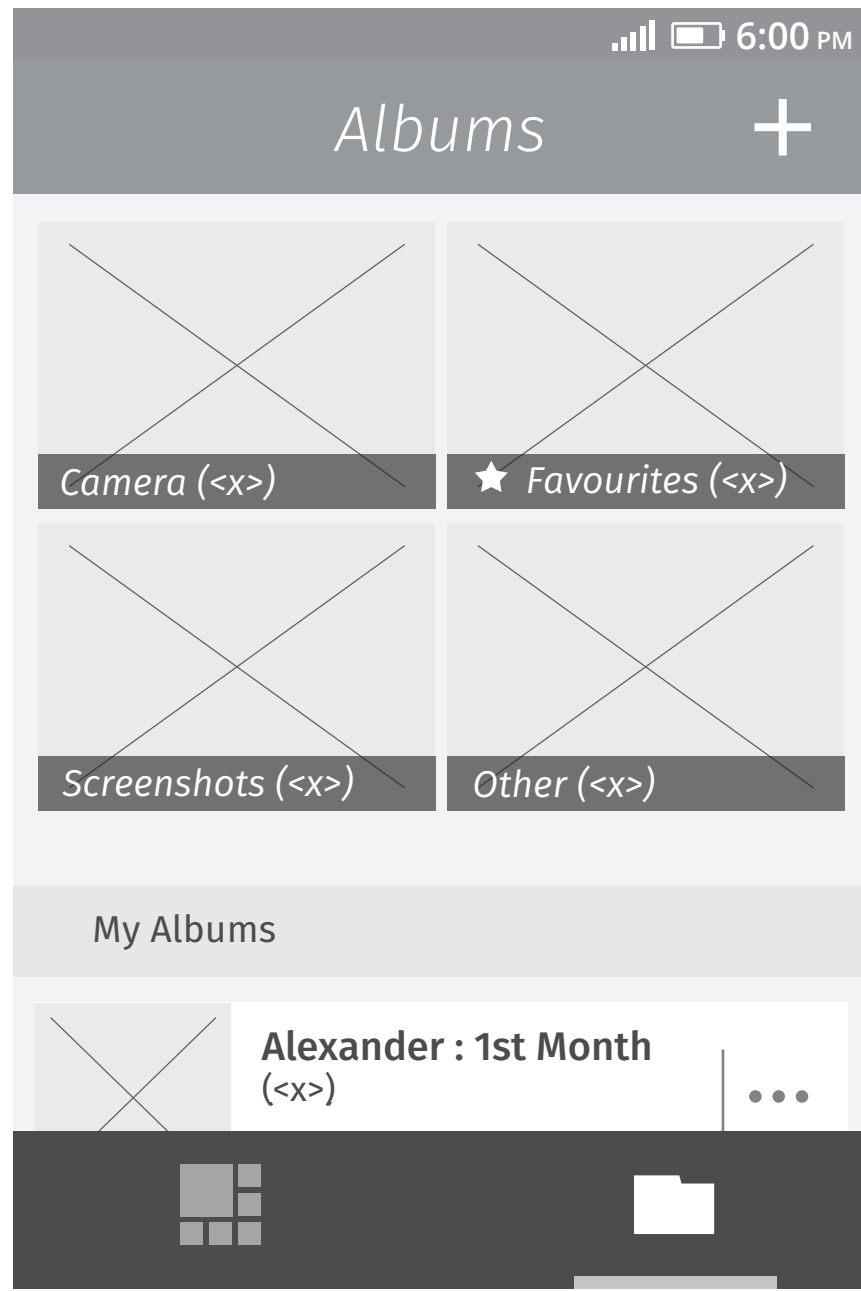 6:00 PM
Albums
Camera (<x>)
Favourites (<x>)
Screenshots (<x>)
Other (<x>)
My Albums
Alexander : 1st Month
(<x>)